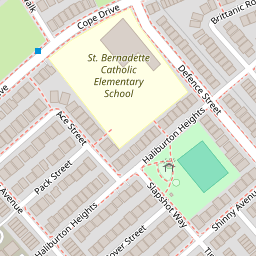 Cope Drive
Brittanic
St. Bernadette
Catholic
Elementary
School
Defence Street
Ace Street
Haliburton Heights
Pack Street
Avenue
Haliburton Heights
Slapshot Way
Shinny Avenue
Street